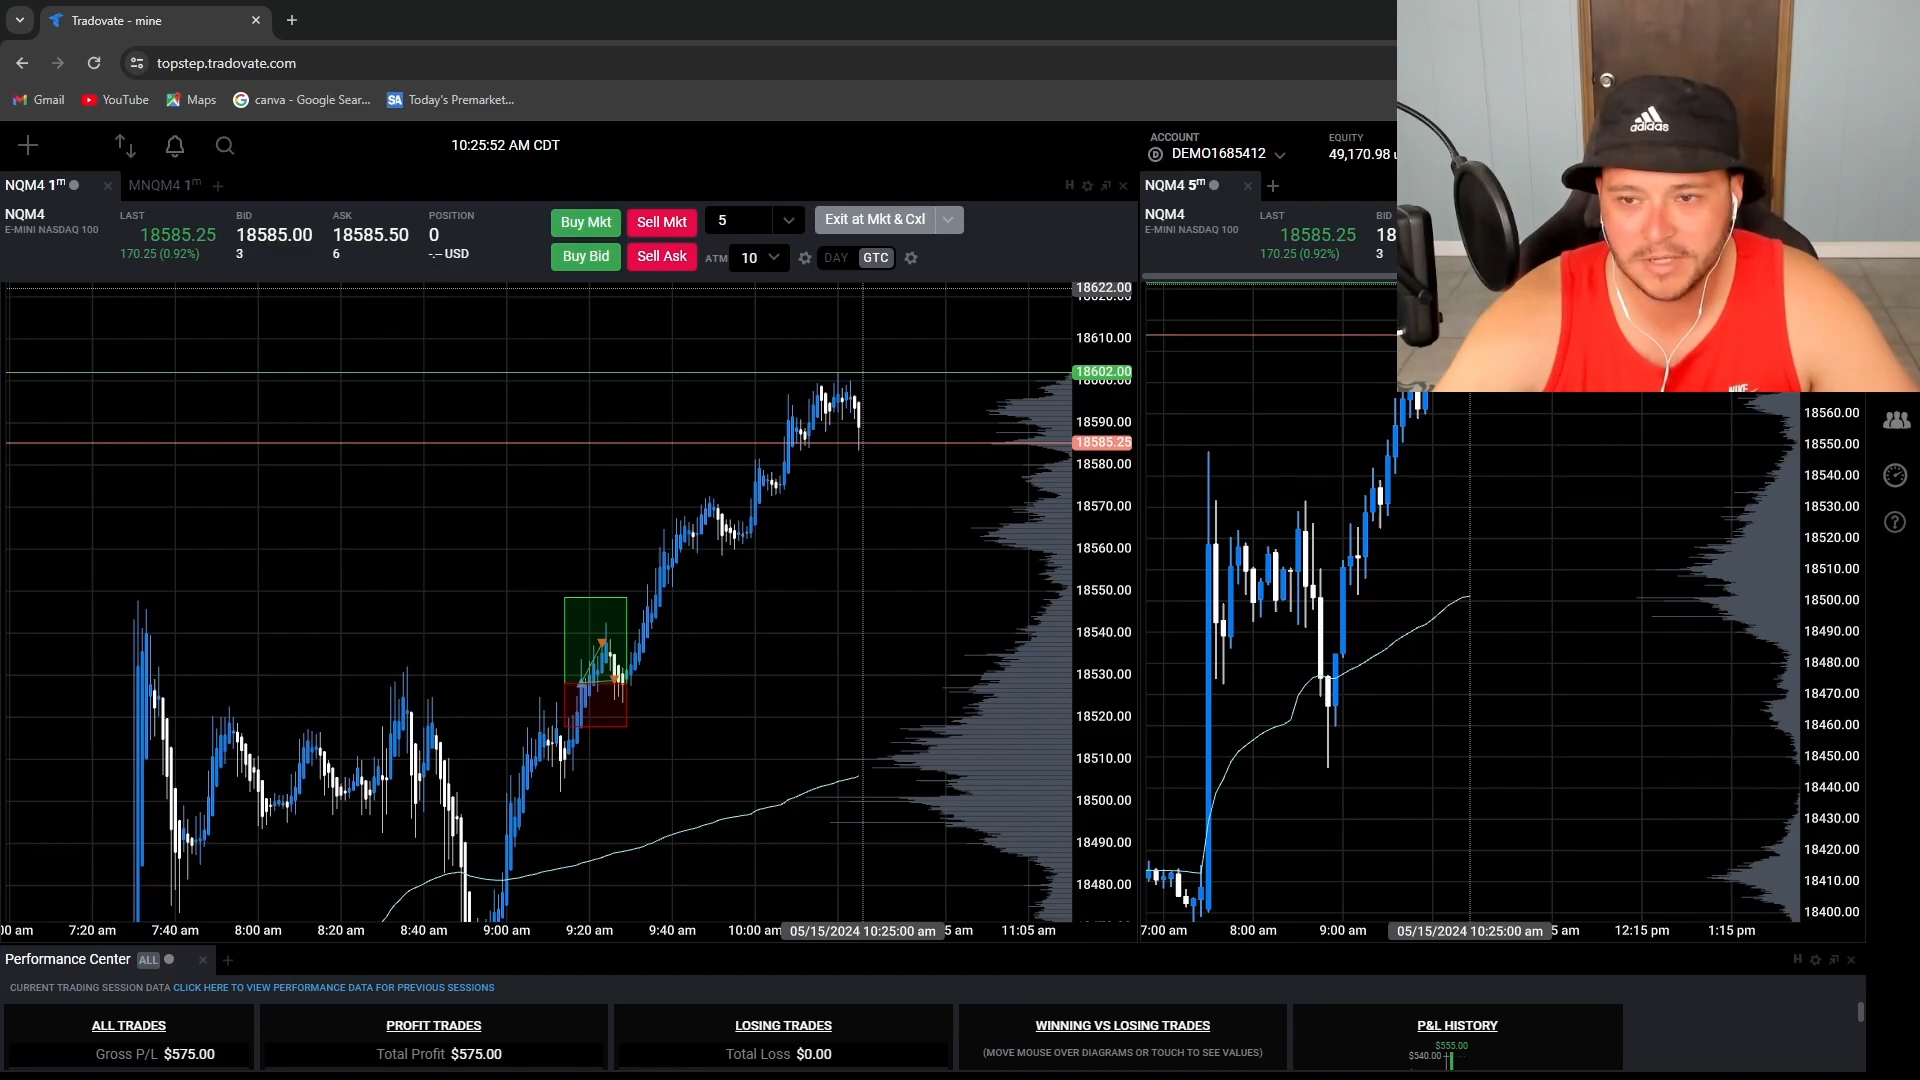 Tradovate - mine
topstep.tradovate.com
Gmail YouTube Maps canva - Google Sear... Today's Premarket...
SA
10:25:52 AM CDT
ACCOUNT
DEMO1685412
EQUITY
49,170.98
NQM4 1m MNQM4 1m
NQM4
E-MINI NASDAQ 100
LAST
18585.25
170.25 (0.92%)
BID
18585.00
3
ASK
18585.50
6
POSITION
0
-.-- USD
Buy Mkt Sell Mkt 5 Exit at Mkt & Cxl
Buy Bid Sell Ask ATM 10 DAY GTC
H
NQM4 5m
NQM4
E-MINI NASDAQ 100
LAST
18585.25
170.25 (0.92%)
BID
18
3
adidas
NIKE
18622.00
18610.00
18602.00
18590.00
18585.25
18580.00
18570.00
18560.00
18550.00
18540.00
18530.00
18520.00
18510.00
18500.00
18490.00
18480.00
00 am 7:20 am 7:40 am 8:00 am 8:20 am 8:40 am 9:00 am 9:20 am 9:40 am 10:00 am 05/15/2024 10:25:00 am 5 am 11:05 am
18560.00
18550.00
18540.00
18530.00
18520.00
18510.00
18500.00
18490.00
18480.00
18470.00
18460.00
18450.00
18440.00
18430.00
18420.00
18410.00
18400.00
7:00 am 8:00 am 9:00 am 05/15/2024 10:25:00 am 5 am 12:15 pm 1:15 pm
Performance Center ALL
H
CURRENT TRADING SESSION DATA CLICK HERE TO VIEW PERFORMANCE DATA FOR PREVIOUS SESSIONS
ALL TRADES
Gross P/L $575.00
PROFIT TRADES
Total Profit $575.00
LOSING TRADES
Total Loss $0.00
WINNING VS LOSING TRADES
(MOVE MOUSE OVER DIAGRAMS OR TOUCH TO SEE VALUES)
P&L HISTORY
$555.00
$540.00